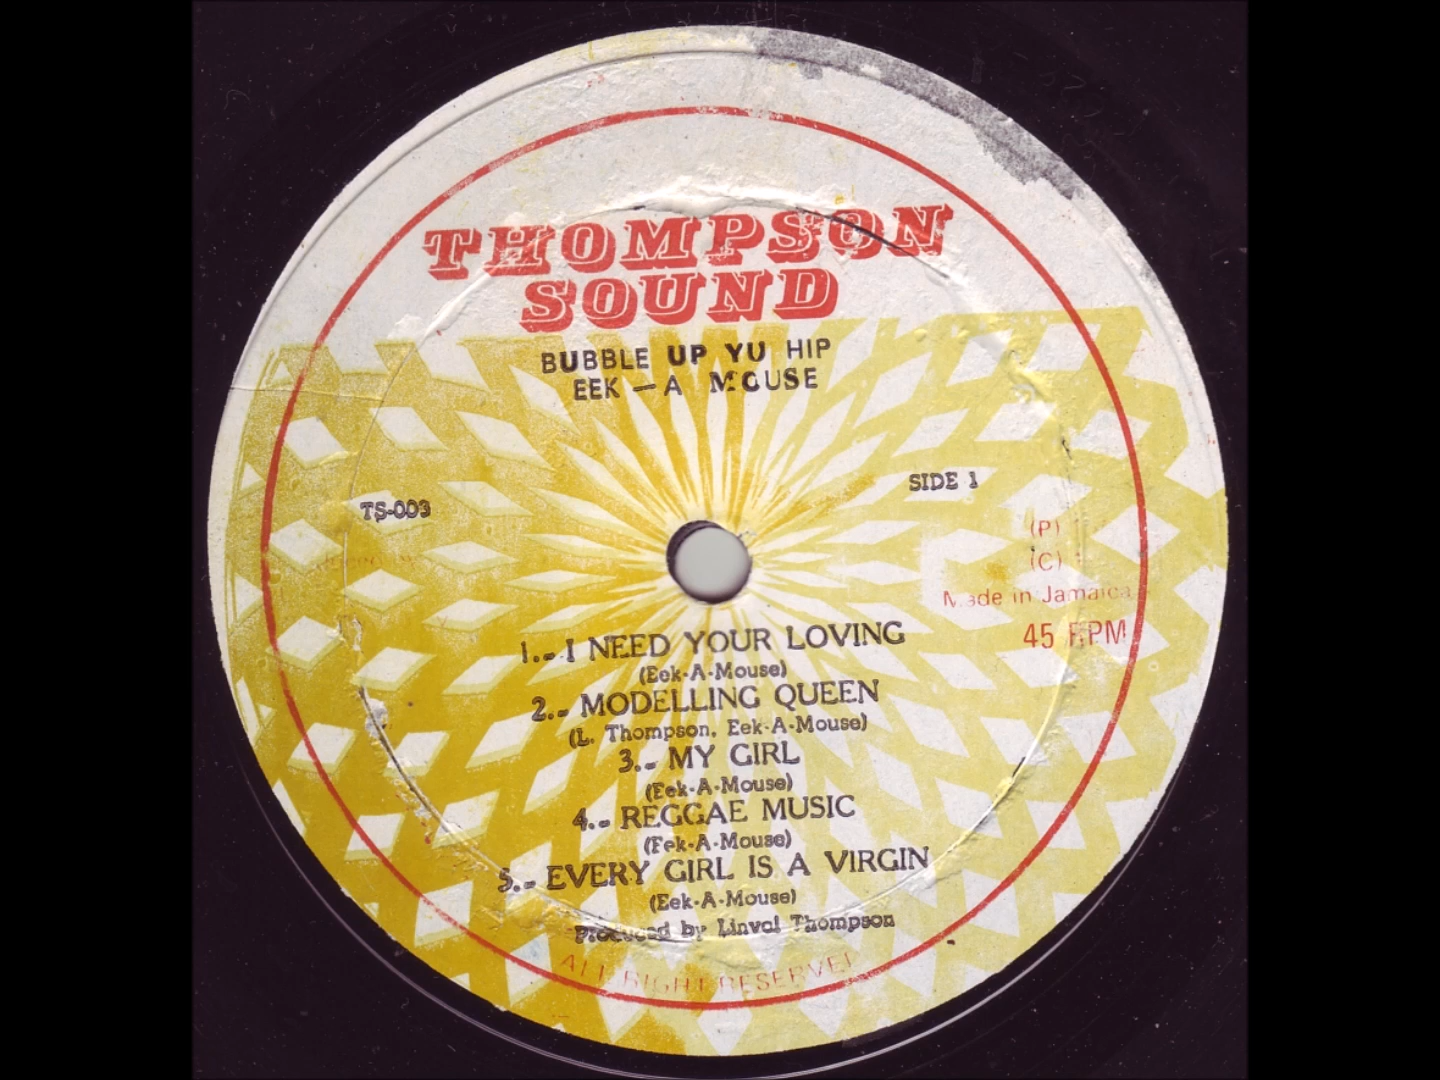 THOMPSON
SOUND
BUBBLE UP YU HIP
EEK — A MOUSE
SIDE 1
TS-003
(P)
(C)
Made in Jamaica
45 RPM
1.- I NEED YOUR LOVING
(Eek-A-Mouse)
2.- MODELLING QUEEN
(L. Thompson, Eek-A-Mouse)
3.- MY GIRL
(Eek-A-Mouse)
4.- REGGAE MUSIC
(Eek-A-Mouse)
5.- EVERY GIRL IS A VIRGIN
(Eek-A-Mouse)
Produced by Linval Thompson
ALL RIGHT RESERVED